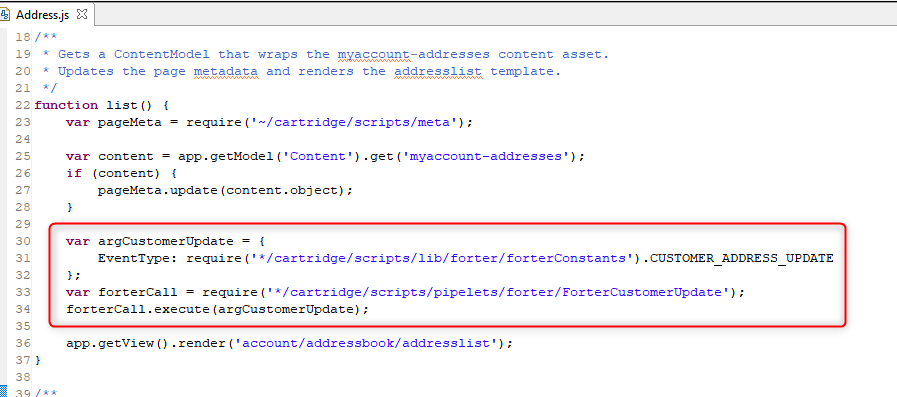 Address.js
18 /**
19  * Gets a ContentModel that wraps the myaccount-addresses content asset.
20  * Updates the page metadata and renders the addresslist template.
21  */
22 function list() {
23     var pageMeta = require('~/cartridge/scripts/meta');
24
25     var content = app.getModel('Content').get('myaccount-addresses');
26     if (content) {
27         pageMeta.update(content.object);
28     }
29
30     var argCustomerUpdate = {
31         EventType: require('*/cartridge/scripts/lib/forter/forterConstants').CUSTOMER_ADDRESS_UPDATE
32     };
33     var forterCall = require('*/cartridge/scripts/pipelets/forter/ForterCustomerUpdate');
34     forterCall.execute(argCustomerUpdate);
35
36     app.getView().render('account/addressbook/addresslist');
37 }
38
39 /**